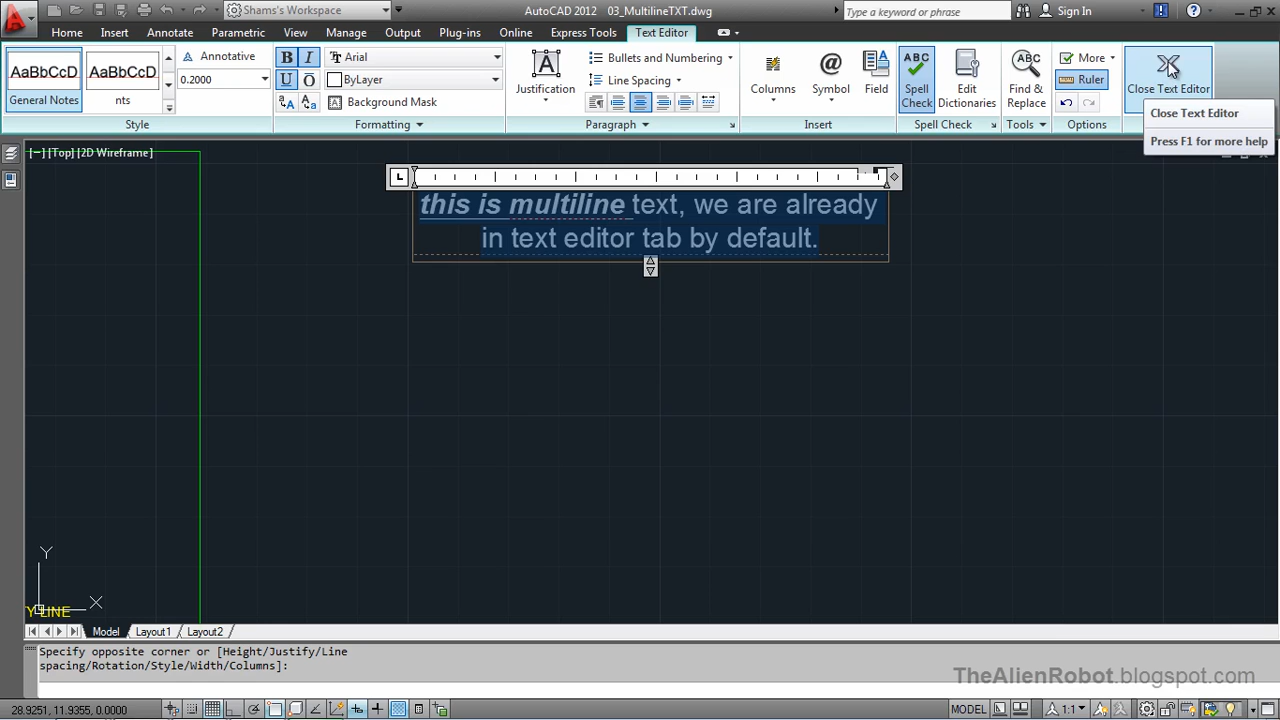 Shams's Workspace
AutoCAD 2012 03_MultilineTXT.dwg
Type a keyword or phrase
Sign In
Home
Insert
Annotate
Parametric
View
Manage
Output
Plug-ins
Online
Express Tools
Text Editor
AaBbCcD
General Notes
AaBbCcD
nts
Annotative
0.2000
Style
B
I
Arial
U
O
ByLayer
Background Mask
Formatting
A
Justification
Bullets and Numbering
Line Spacing
Paragraph
Columns
@
Symbol
Field
Insert
ABC
Spell
Check
Edit
Dictionaries
Spell Check
ABC
Find &
Replace
Tools
More
Ruler
Options
Close Text Editor
Close Text Editor
Press F1 for more help
[−] [Top] [2D Wireframe]
L
this is multiline text, we are already
in text editor tab by default.
Y
X
Y LINE
Model
Layout1
Layout2
Specify opposite corner or [Height/Justify/Line
spacing/Rotation/Style/Width/Columns]:
TheAlienRobot.blogspot.com
28.9251, 11.9355, 0.0000
MODEL
1:1